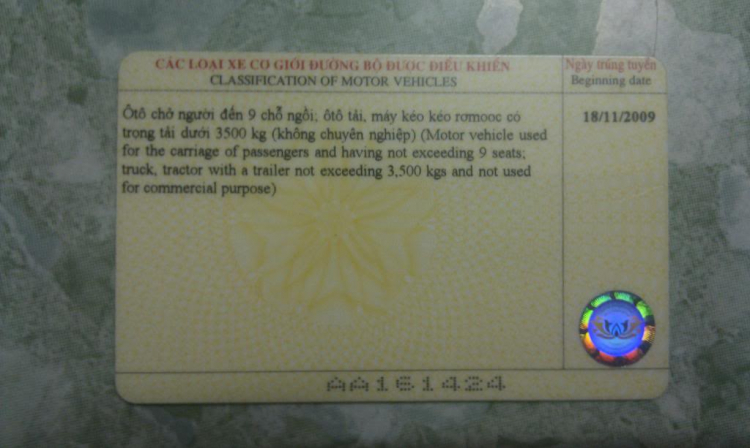 CÁC LOẠI XE CƠ GIỚI ĐƯỜNG BỘ ĐƯỢC ĐIỀU KHIỂN
CLASSIFICATION OF MOTOR VEHICLES
Ngày trúng tuyển
Beginning date
Ôtô chở người đến 9 chỗ ngồi; ôtô tải, máy kéo kéo rơmooc có
trọng tải dưới 3500 kg (không chuyên nghiệp) (Motor vehicle used
for the carriage of passengers and having not exceeding 9 seats;
truck, tractor with a trailer not exceeding 3,500 kgs and not used
for commercial purpose)
18/11/2009
AA161424